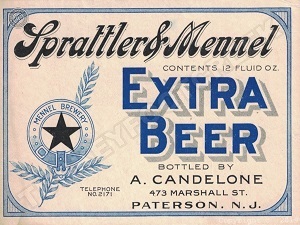 Sprattler & Mennel
CONTENTS 12 FLUID OZ.
EXTRA
BEER
MENNEL BREWERY
BOTTLED BY
A. CANDELONE
473 MARSHALL ST.
PATERSON. N. J.
TELEPHONE
NO. 2171